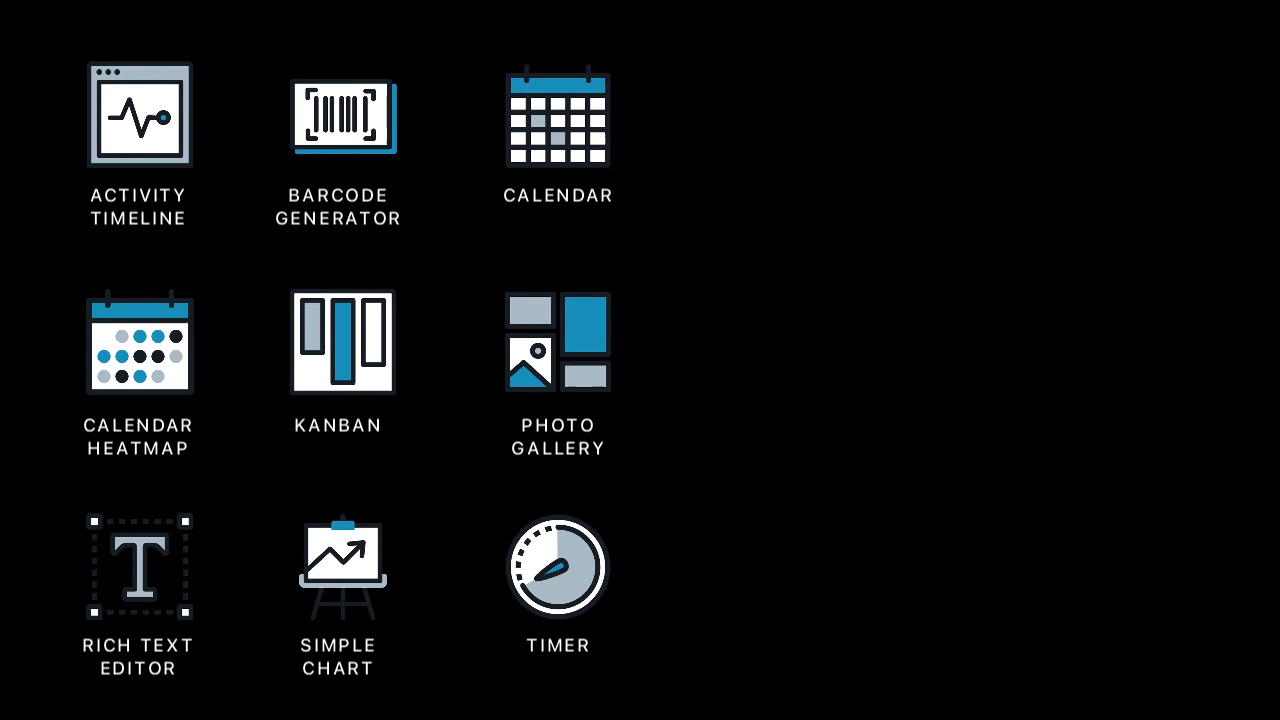 ACTIVITY
TIMELINE
BARCODE
GENERATOR
CALENDAR
CALENDAR
HEATMAP
KANBAN
PHOTO
GALLERY
RICH TEXT
EDITOR
SIMPLE
CHART
TIMER